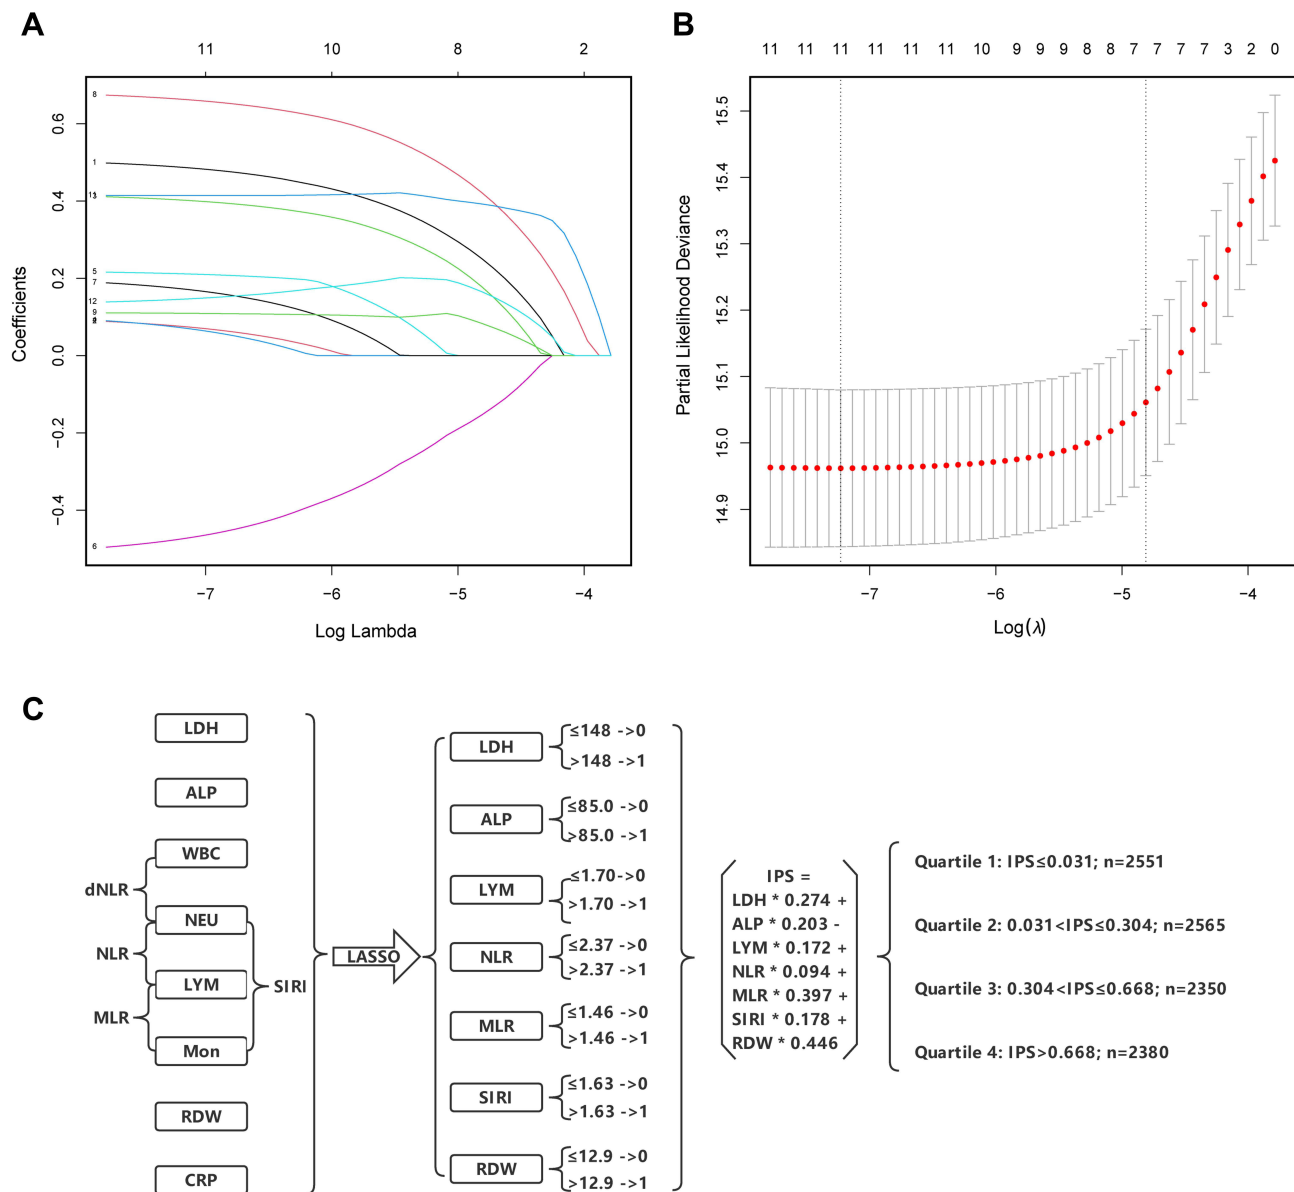 A
11 10 8 2
0.6
0.4
0.2
0.0
−0.2
−0.4
Coefficients
8
1
5
7
12
9
6
−7 −6 −5 −4
Log Lambda
B
11 11 11 11 11 11 10 9 9 9 8 8 7 7 7 7 3 2 0
15.5
15.4
15.3
15.2
15.1
15.0
14.9
Partial Likelihood Deviance
−7 −6 −5 −4
Log(λ)
C
LDH
ALP
WBC
dNLR
NEU
NLR
LYM
SIRI
MLR
Mon
RDW
CRP
LASSO
LDH
≤148 ->0
>148 ->1
ALP
≤85.0 ->0
>85.0 ->1
LYM
≤1.70->0
>1.70 ->1
NLR
≤2.37 ->0
>2.37 ->1
MLR
≤1.46 ->0
>1.46 ->1
SIRI
≤1.63 ->0
>1.63 ->1
RDW
≤12.9 ->0
>12.9 ->1
IPS =
LDH * 0.274 +
ALP * 0.203 -
LYM * 0.172 +
NLR * 0.094 +
MLR * 0.397 +
SIRI * 0.178 +
RDW * 0.446
Quartile 1: IPS≤0.031; n=2551
Quartile 2: 0.031<IPS≤0.304; n=2565
Quartile 3: 0.304<IPS≤0.668; n=2350
Quartile 4: IPS>0.668; n=2380